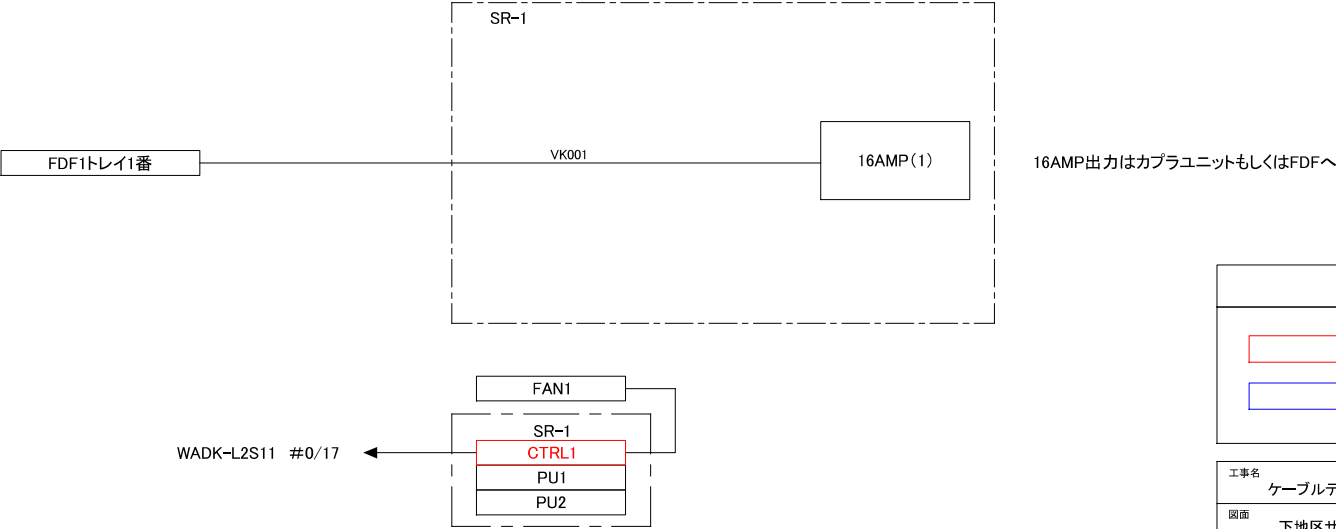 SR-1
FDF1トレイ1番
VK001
16AMP(1)
16AMP出力はカプラユニットもしくはFDFへ
FAN1
SR-1
WADK-L2S11 #0/17
CTRL1
PU1
PU2
工事名
ケーブルテ
図面
下地区サ